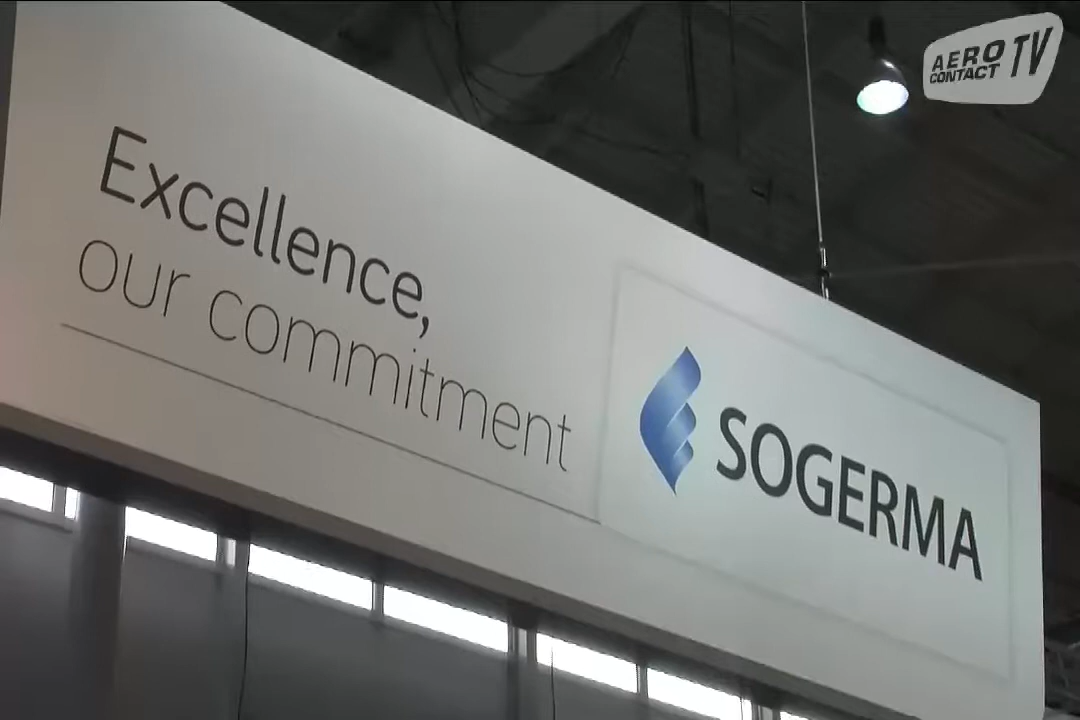 AERO
CONTACT TV
Excellence,
our commitment
SOGERMA